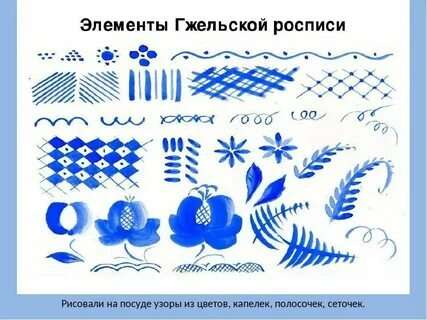 Элементы Гжельской росписи
Рисовали на посуде узоры из цветов, капелек, полосочек, сеточек.